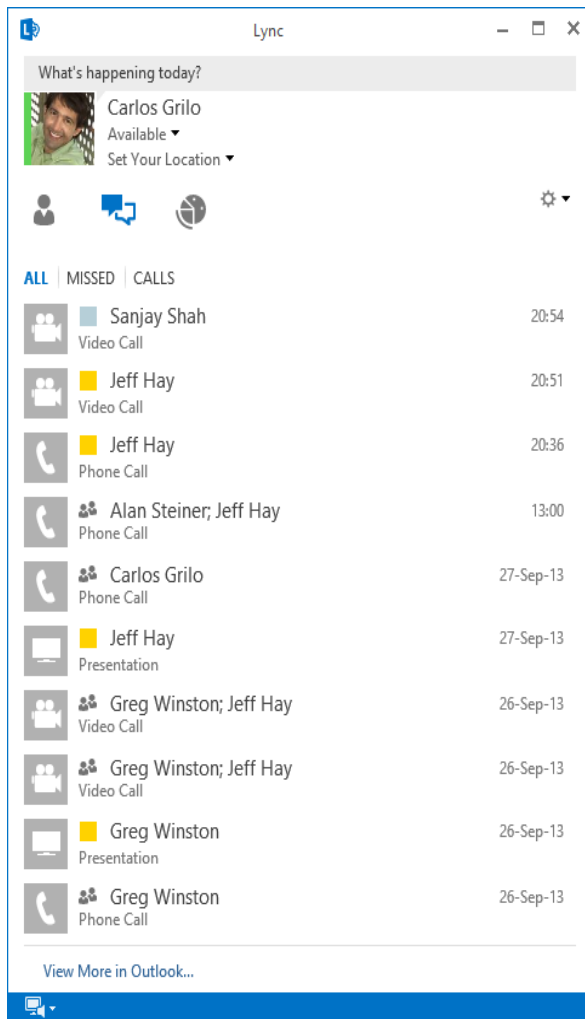 Lync
What's happening today?
Carlos Grilo
Available
Set Your Location
ALL MISSED CALLS
Sanjay Shah 20:54
Video Call
Jeff Hay 20:51
Video Call
Jeff Hay 20:36
Phone Call
Alan Steiner; Jeff Hay 13:00
Phone Call
Carlos Grilo 27-Sep-13
Phone Call
Jeff Hay 27-Sep-13
Presentation
Greg Winston; Jeff Hay 26-Sep-13
Video Call
Greg Winston; Jeff Hay 26-Sep-13
Video Call
Greg Winston 26-Sep-13
Presentation
Greg Winston 26-Sep-13
Phone Call
View More in Outlook...